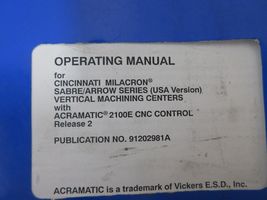 OPERATING MANUAL
for
CINCINNATI MILACRON®
SABRE/ARROW SERIES (USA Version)
VERTICAL MACHINING CENTERS
with
ACRAMATIC® 2100E CNC CONTROL
Release 2
PUBLICATION NO. 91202981A
ACRAMATIC is a trademark of Vickers E.S.D., Inc.